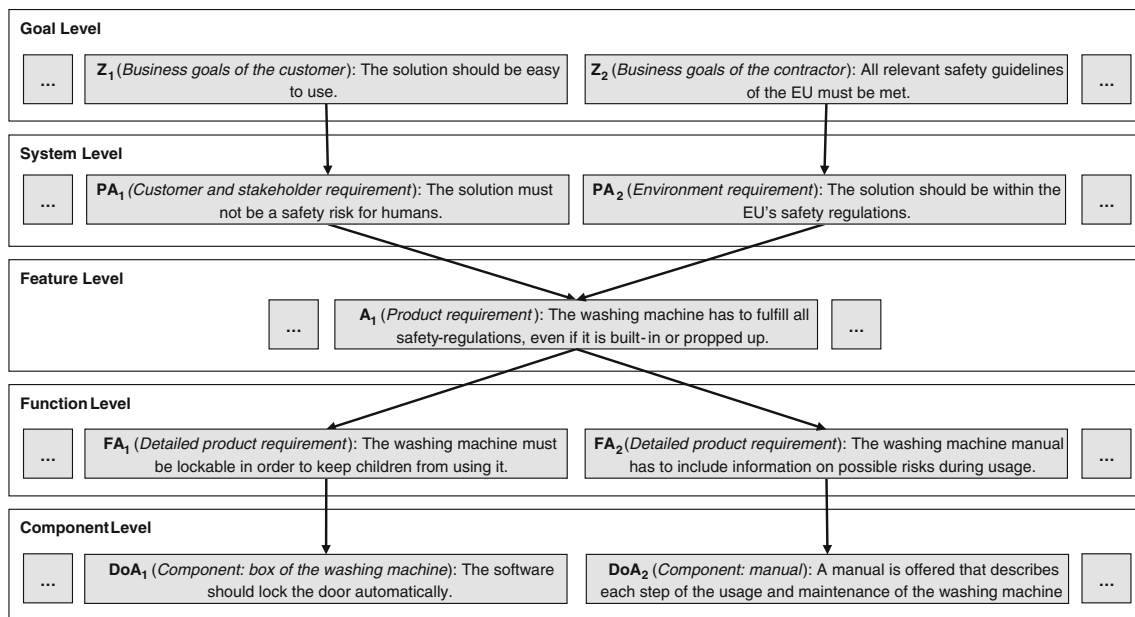 Goal Level
...
Z1 (Business goals of the customer): The solution should be easy
to use.
Z2 (Business goals of the contractor): All relevant safety guidelines
of the EU must be met.
...
System Level
...
PA1 (Customer and stakeholder requirement): The solution must
not be a safety risk for humans.
PA2 (Environment requirement): The solution should be within the
EU's safety regulations.
...
Feature Level
...
A1 (Product requirement): The washing machine has to fulfill all
safety-regulations, even if it is built-in or propped up.
...
Function Level
...
FA1 (Detailed product requirement): The washing machine must
be lockable in order to keep children from using it.
FA2 (Detailed product requirement): The washing machine manual
has to include information on possible risks during usage.
...
Component Level
...
DoA1 (Component: box of the washing machine): The software
should lock the door automatically.
DoA2 (Component: manual): A manual is offered that describes
each step of the usage and maintenance of the washing machine
...